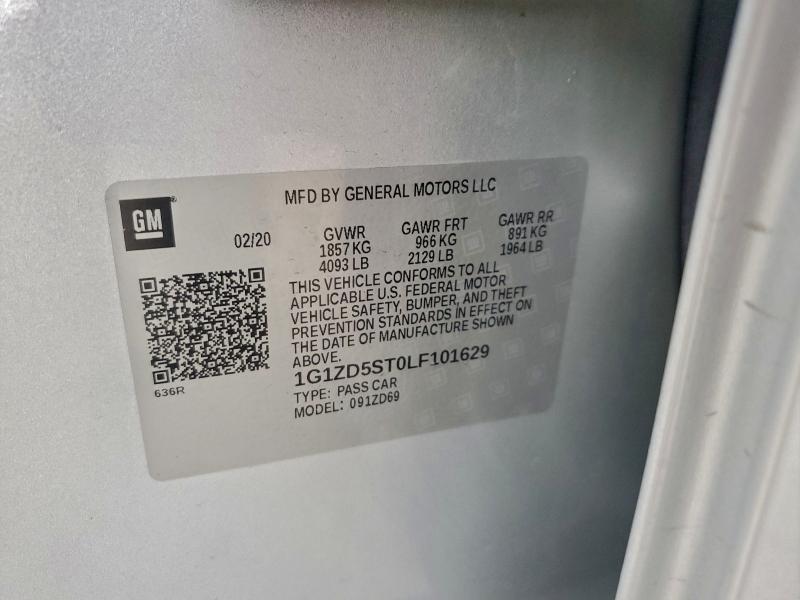 GM
MFD BY GENERAL MOTORS LLC
02/20
GVWR
1857 KG
4093 LB
GAWR FRT
966 KG
2129 LB
GAWR RR
891 KG
1964 LB
THIS VEHICLE CONFORMS TO ALL
APPLICABLE U.S. FEDERAL MOTOR
VEHICLE SAFETY, BUMPER, AND THEFT
PREVENTION STANDARDS IN EFFECT ON
THE DATE OF MANUFACTURE SHOWN
ABOVE.
1G1ZD5ST0LF101629
TYPE: PASS CAR
MODEL: 091ZD69
636R